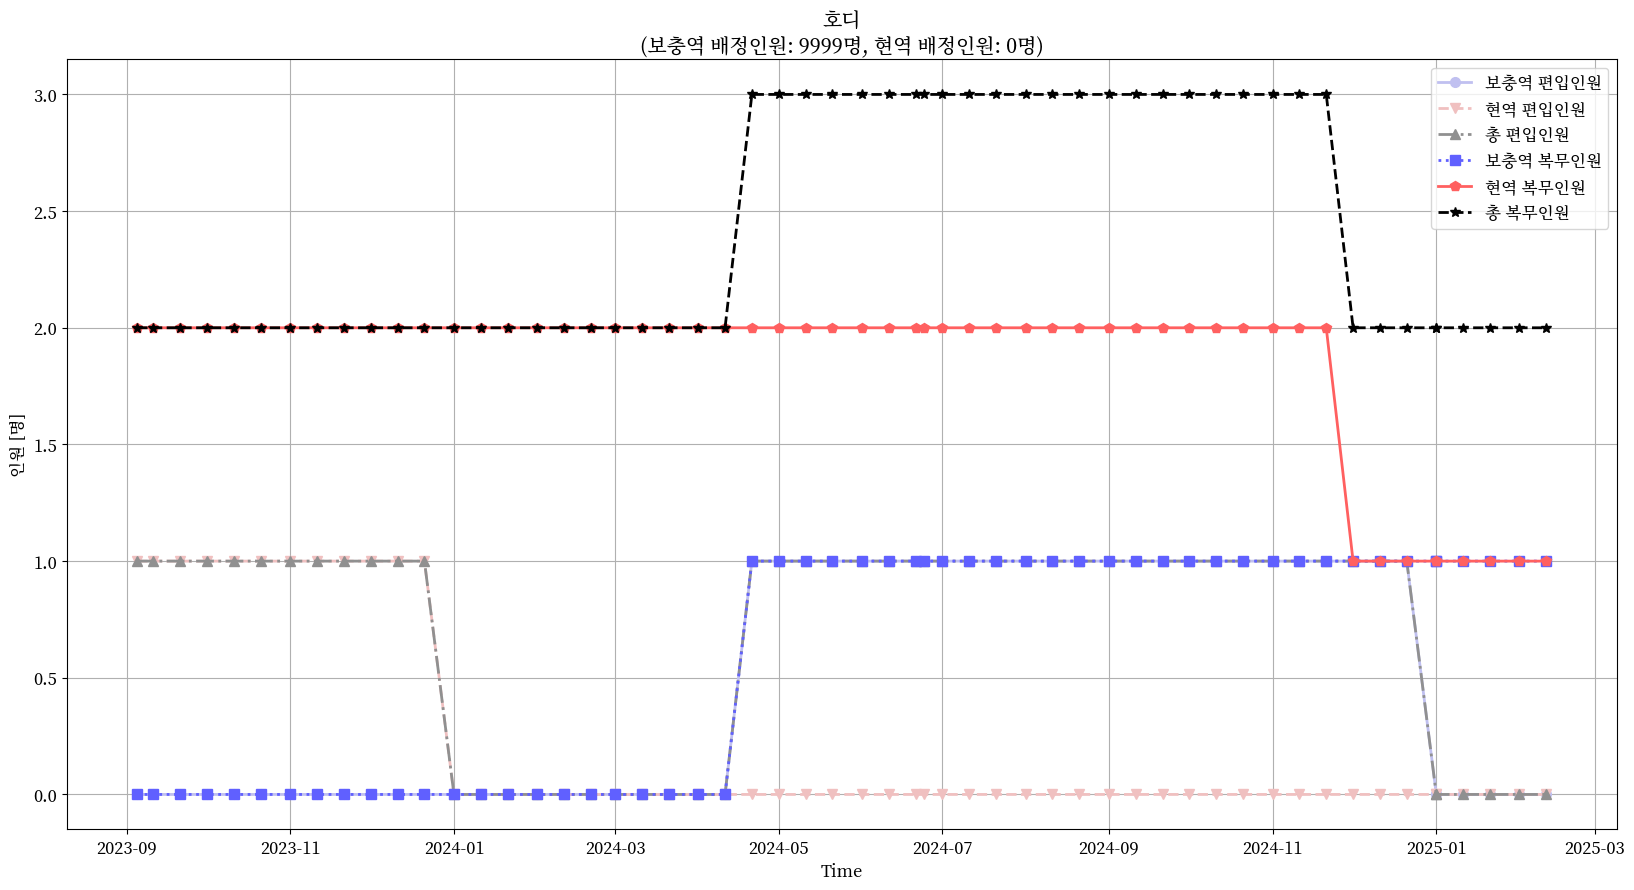 호디
(보충역 배정인원: 9999명, 현역 배정인원: 0명)
보충역 편입인원
현역 편입인원
총 편입인원
보충역 복무인원
현역 복무인원
총 복무인원
인원 [명]
3.0
2.5
2.0
1.5
1.0
0.5
0.0
2023-09
2023-11
2024-01
2024-03
2024-05
2024-07
2024-09
2024-11
2025-01
2025-03
Time